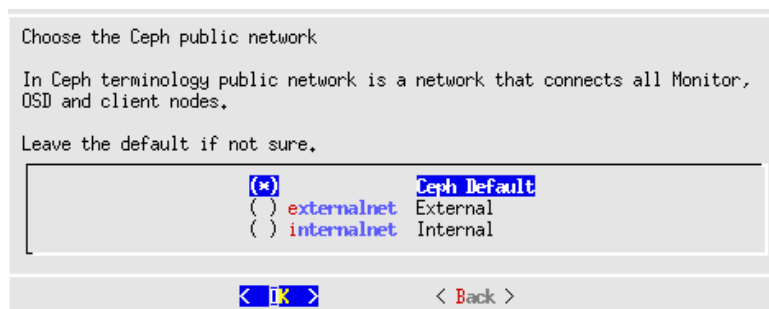 Choose the Ceph public network
In Ceph terminology public network is a network that connects all Monitor,
OSD and client nodes.
Leave the default if not sure.
(*) Ceph Default
( ) externalnet External
( ) internalnet Internal
< OK > < Back >